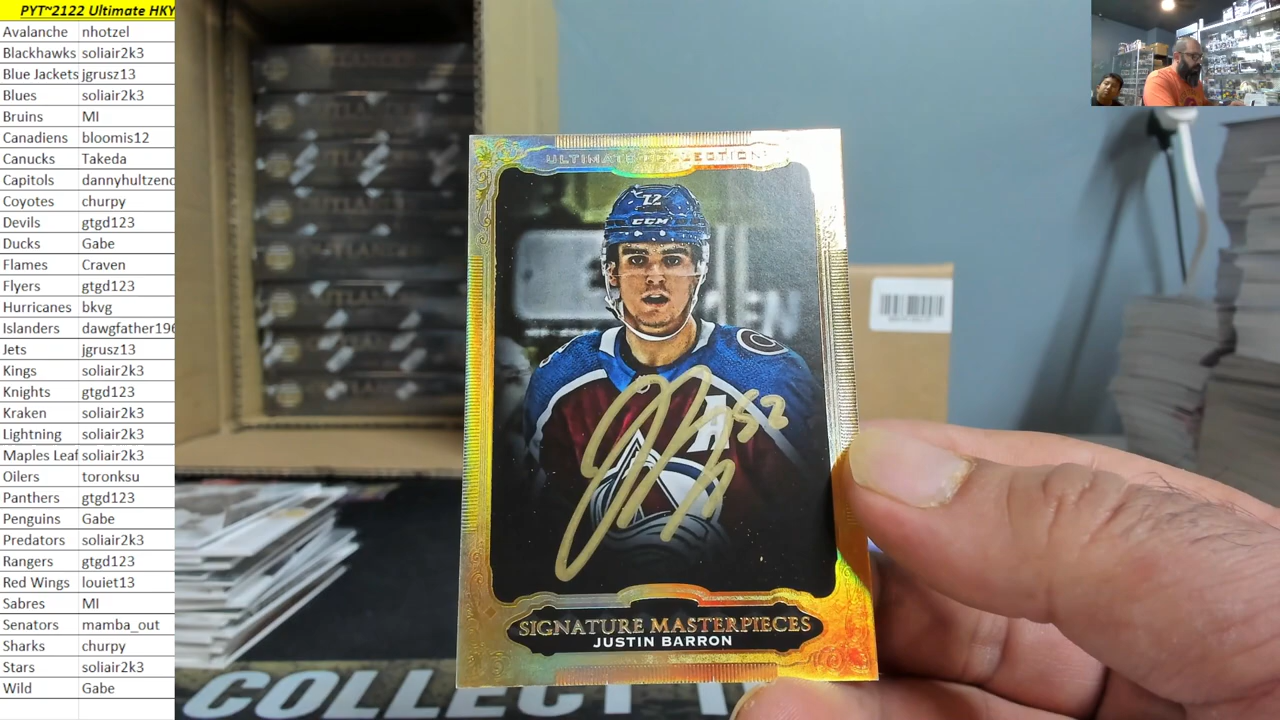 PYT~2122 Ultimate HKY
Avalanche nhotzel
Blackhawks soliair2k3
Blue Jackets jgrusz13
Blues soliair2k3
Bruins MI
Canadiens bloomis12
Canucks Takeda
Capitols dannyhultzend
Coyotes churpy
Devils gtgd123
Ducks Gabe
Flames Craven
Flyers gtgd123
Hurricanes bkvg
Islanders dawgfather196
Jets jgrusz13
Kings soliair2k3
Knights gtgd123
Kraken soliair2k3
Lightning soliair2k3
Maples Leaf soliair2k3
Oilers toronksu
Panthers gtgd123
Penguins Gabe
Predators soliair2k3
Rangers gtgd123
Red Wings louiet13
Sabres MI
Senators mamba_out
Sharks churpy
Stars soliair2k3
Wild Gabe
ULTIMATE COLLECTION
72
CCM
A
52
SIGNATURE MASTERPIECES
JUSTIN BARRON
COLLECT